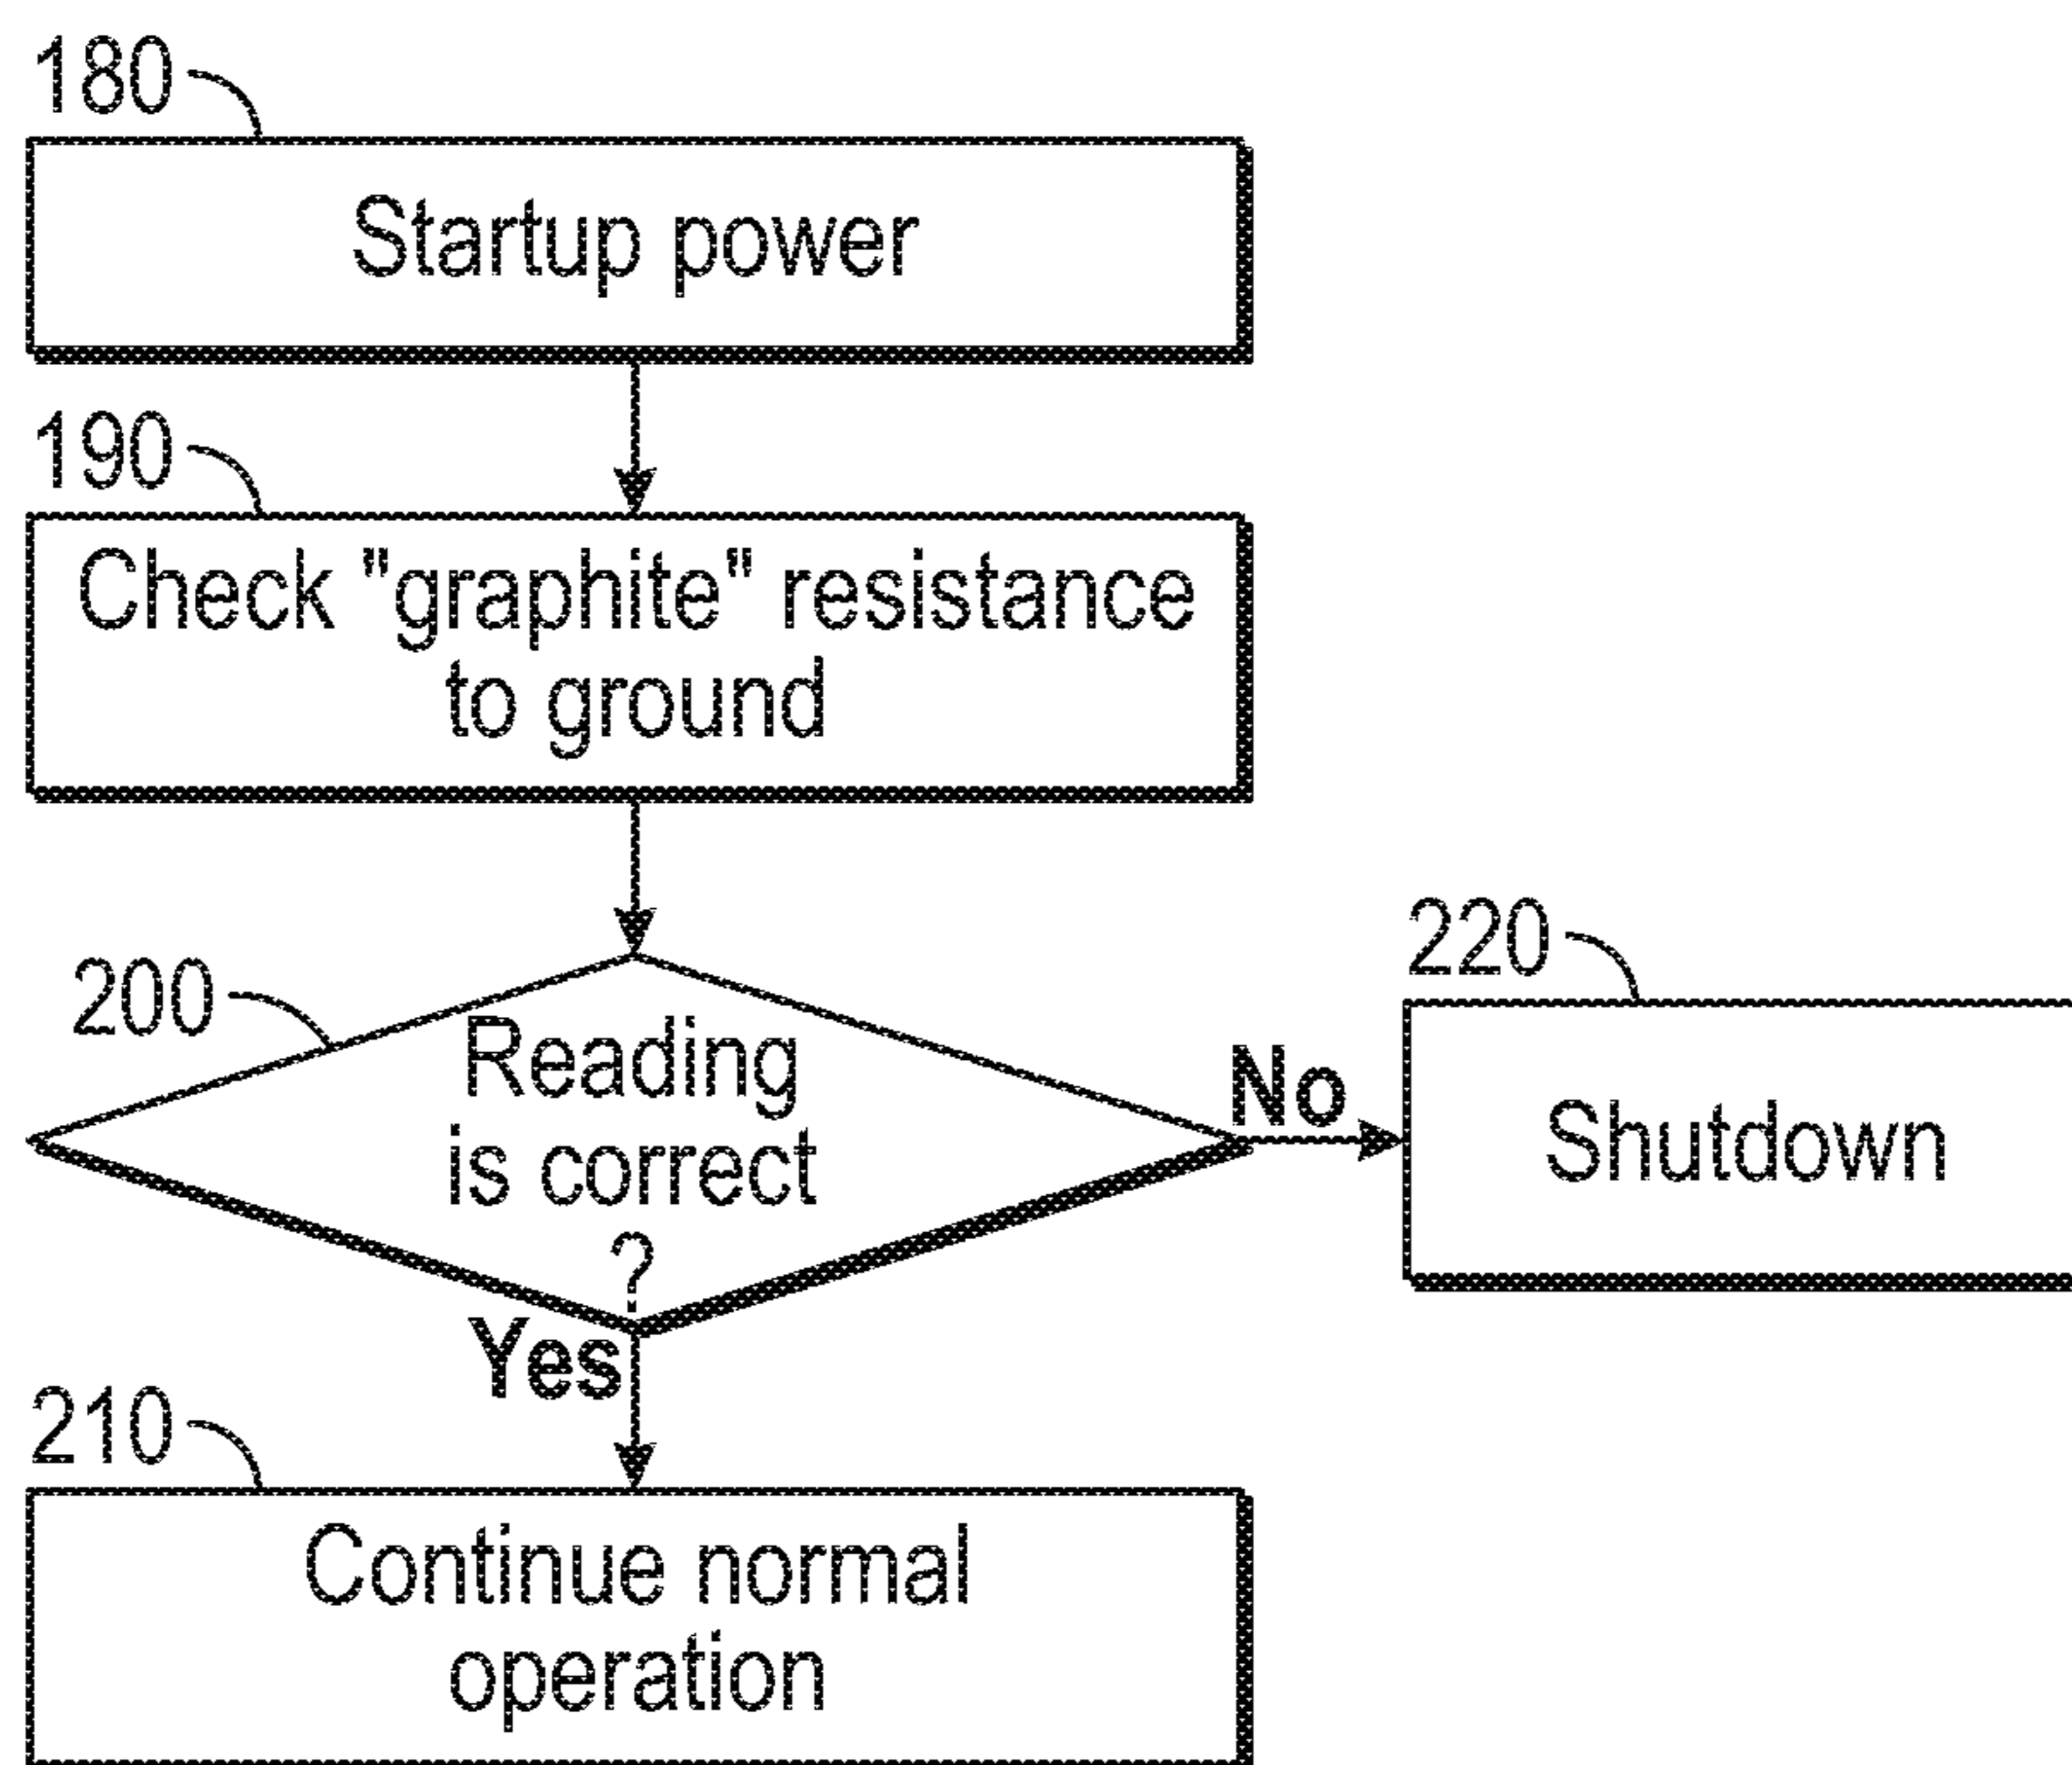 180
Startup power
190
Check "graphite" resistance
to ground
200
Reading
is correct
?
No
220
Shutdown
Yes
210
Continue normal
operation